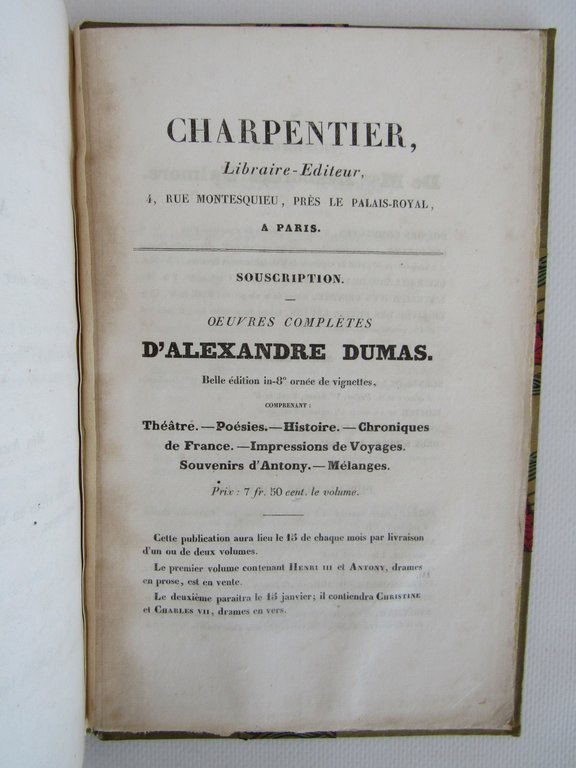 CHARPENTIER,
Libraire-Editeur,
4, RUE MONTESQUIEU, PRÈS LE PALAIS-ROYAL,
A PARIS.
SOUSCRIPTION.
OEUVRES COMPLÈTES
D'ALEXANDRE DUMAS.
Belle édition in-8º ornée de vignettes,
COMPRENANT:
Théâtre. — Poésies. — Histoire. — Chroniques
de France. — Impressions de Voyages.
Souvenirs d'Antony. — Mélanges.
Prix : 7 fr. 50 cent. le volume.
Cette publication aura lieu le 15 de chaque mois par livraison
d'un ou de deux volumes.
Le premier volume contenant HENRI III et ANTONY, drames
en prose, est en vente.
Le deuxième paraitra le 15 janvier; il contiendra CHRISTINE
et CHARLES VII, drames en vers.